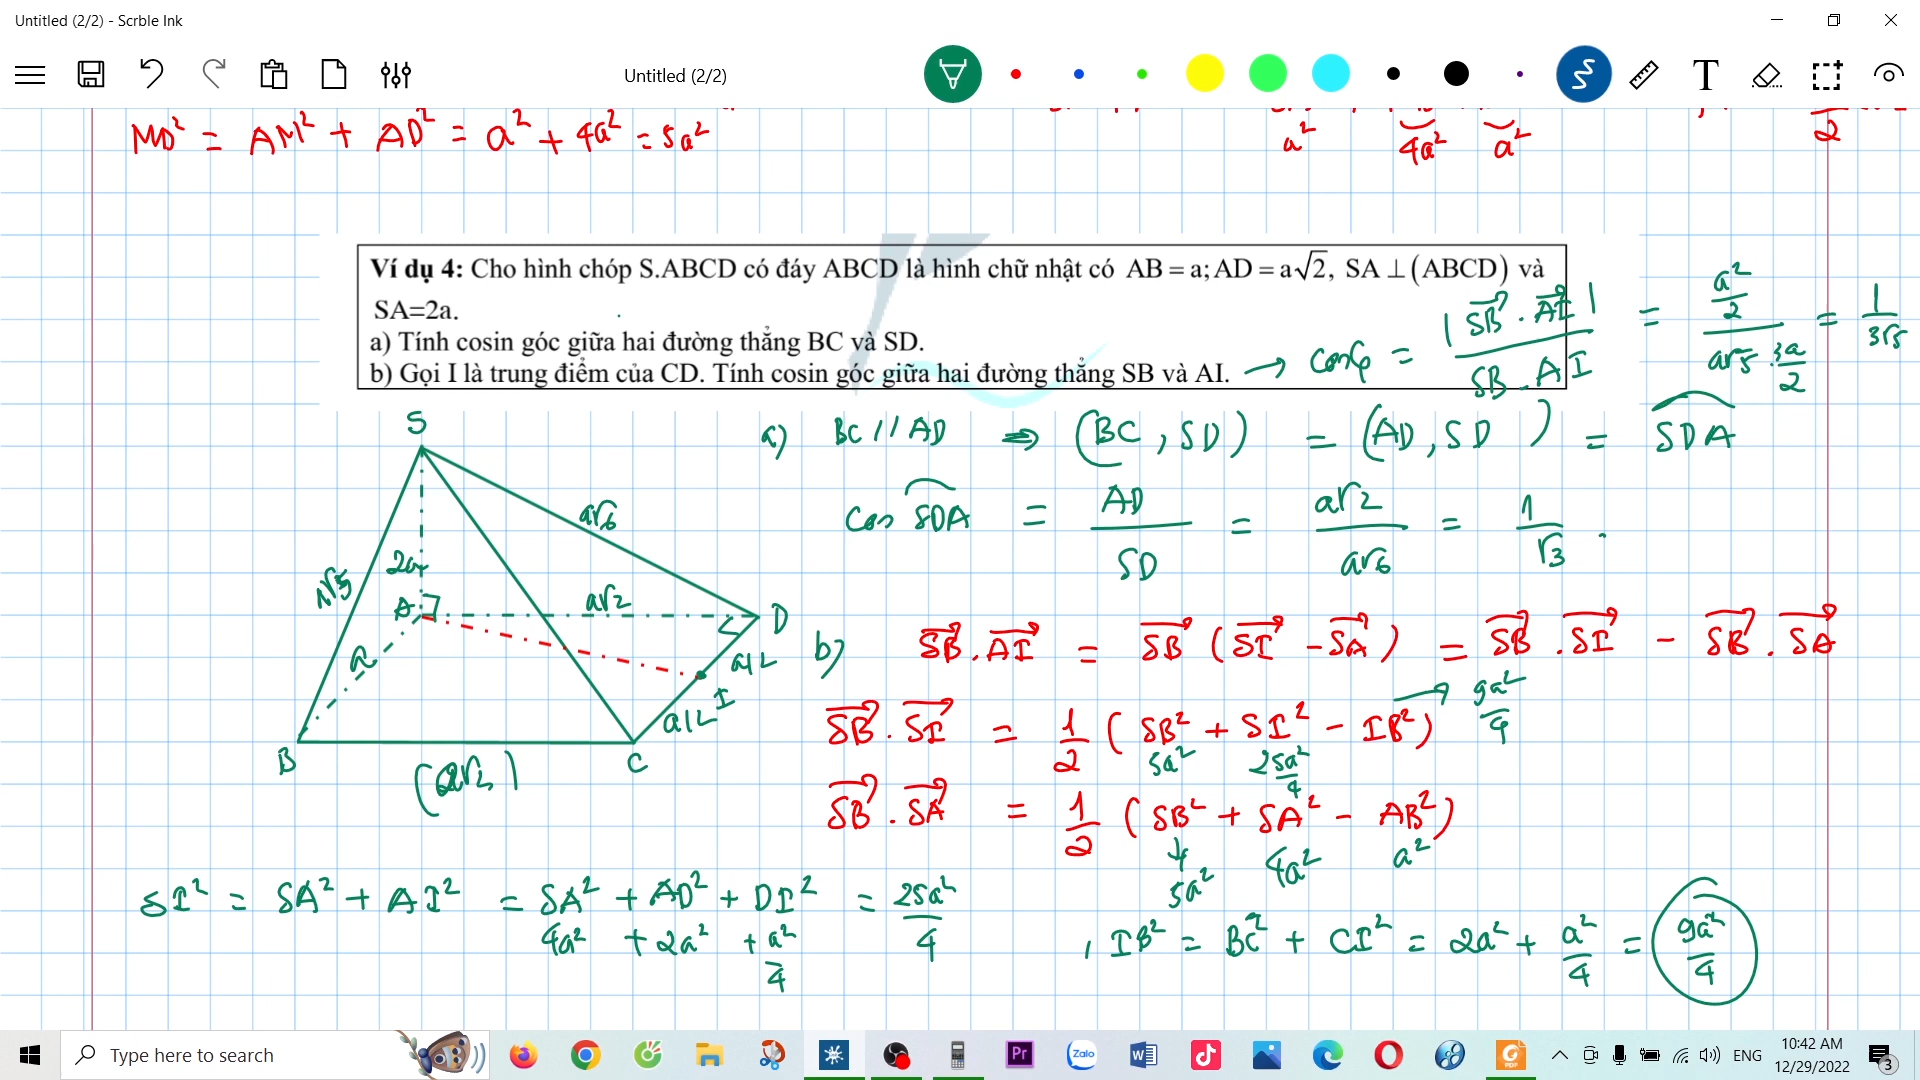 Untitled (2/2) - Scrble Ink
Untitled (2/2)
T
MD² = AM² + AD² = a² + 4a² = 5a²
a² 4a² a²
2
Ví dụ 4: Cho hình chóp S.ABCD có đáy ABCD là hình chữ nhật có AB = a; AD = a√2, SA ⊥ (ABCD) và
SA=2a.
a) Tính cosin góc giữa hai đường thẳng BC và SD.
b) Gọi I là trung điểm của CD. Tính cosin góc giữa hai đường thẳng SB và AI.
→ cosφ = |SB⃗ . AI⃗| / SB . AI = a²/2 / a√5 . 3a/2 = 1/3√5
a) BC // AD ⇒ (BC, SD) = (AD, SD) = SDA
cos SDA = AD/SD = a√2/a√6 = 1/√3 .
S
a√6
a√5
2a
A
a√2
D
a
a/2
I
a/2
B
C
(a√2)
b) SB⃗ . AI⃗ = SB⃗ (SI⃗ - SA⃗) = SB⃗ . SI⃗ - SB⃗ . SA⃗
SB⃗ . SI⃗ = 1/2 (SB² + SI² - IB²) → 9a²/4
5a² 25a²/4
SB⃗ . SA⃗ = 1/2 (SB² + SA² - AB²)
5a² 4a² a²
SI² = SA² + AI² = SA² + AD² + DI² = 25a²/4
4a² + 2a² + a²/4
, IB² = BC² + CI² = 2a² + a²/4 = 9a²/4
Type here to search
Pr
Zalo
W
PDF
ENG
10:42 AM
12/29/2022
3